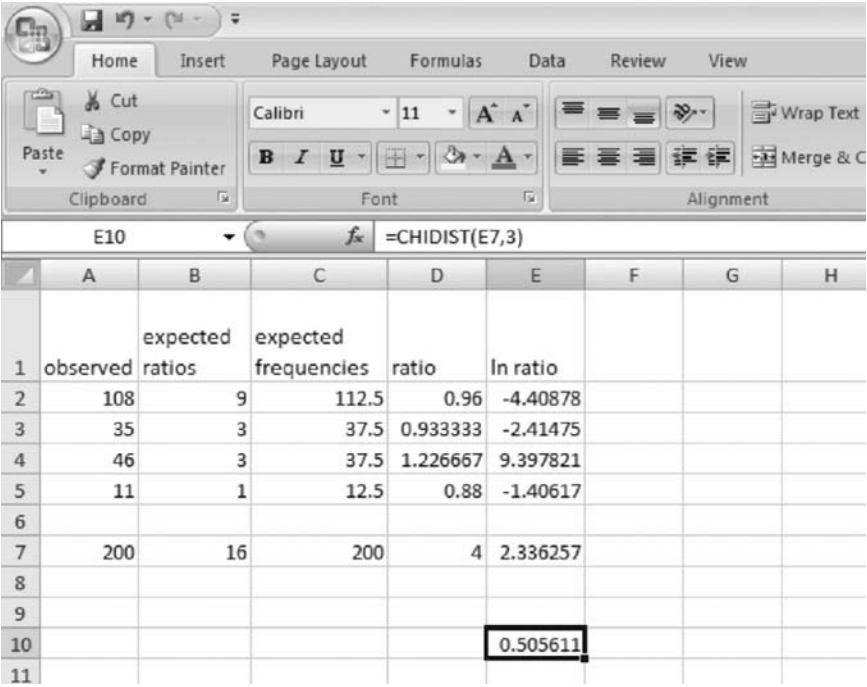 Home Insert Page Layout Formulas Data Review View
Cut
Copy
Paste
Format Painter
Clipboard
Calibri 11 A A
B I U A
Font
Wrap Text
Merge & C
Alignment
E10 fx =CHIDIST(E7,3)
A B C D E F G H
expected expected
1 observed ratios frequencies ratio ln ratio
2 108 9 112.5 0.96 -4.40878
3 35 3 37.5 0.933333 -2.41475
4 46 3 37.5 1.226667 9.397821
5 11 1 12.5 0.88 -1.40617
6
7 200 16 200 4 2.336257
8
9
10 0.505611
11